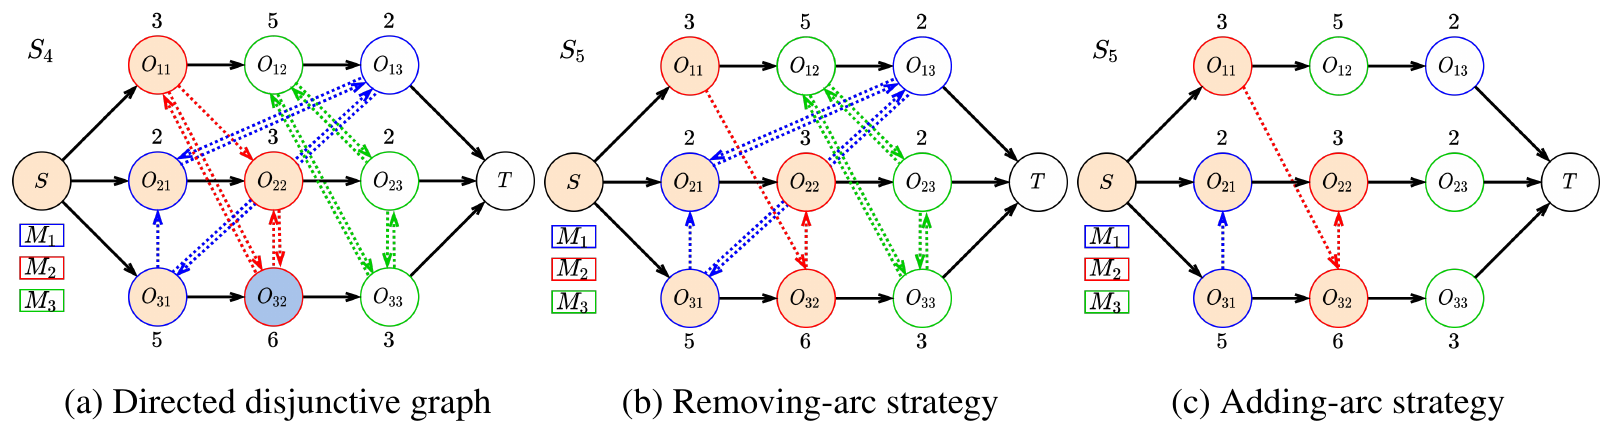 S4
3 5 2
O11 O12 O13
2 3 2
S O21 O22 O23 T
M1
M2
M3
O31 O32 O33
5 6 3
(a) Directed disjunctive graph
S5
3 5 2
O11 O12 O13
2 3 2
S O21 O22 O23 T
M1
M2
M3
O31 O32 O33
5 6 3
(b) Removing-arc strategy
S5
3 5 2
O11 O12 O13
2 3 2
S O21 O22 O23 T
M1
M2
M3
O31 O32 O33
5 6 3
(c) Adding-arc strategy